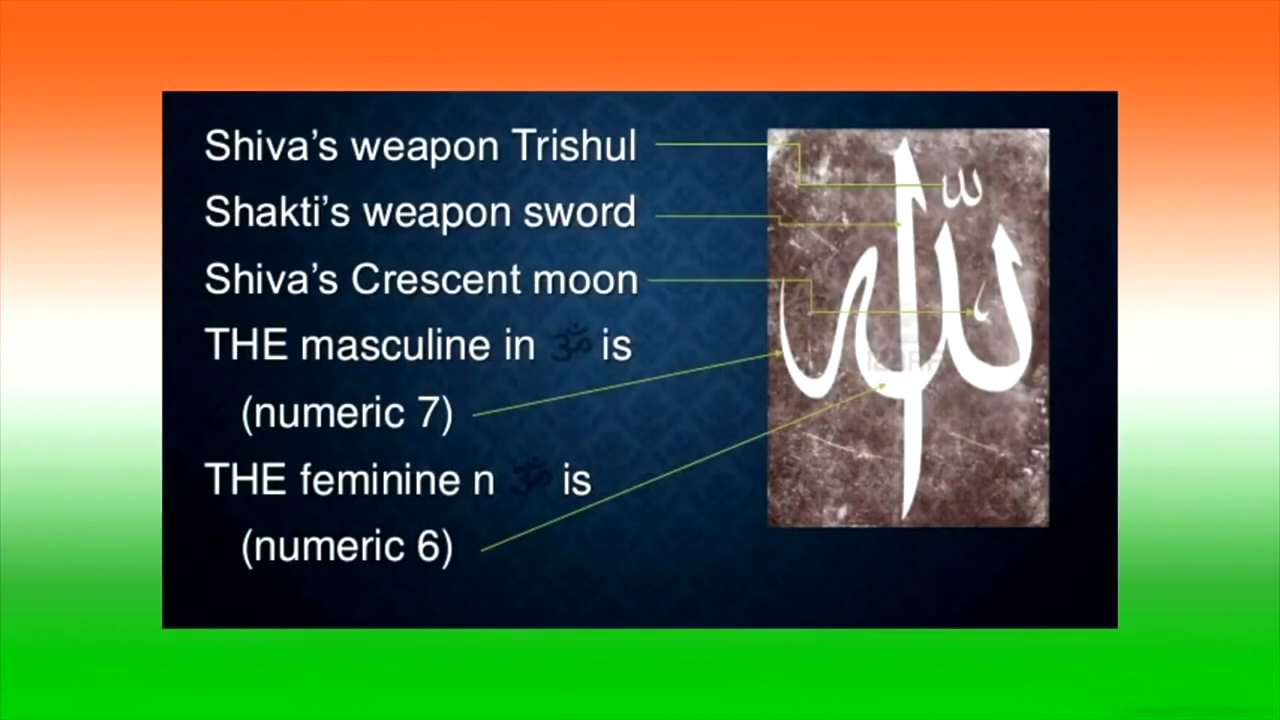 Shiva’s weapon Trishul
Shakti’s weapon sword
Shiva’s Crescent moon
THE masculine in ॐ is
(numeric 7)
THE feminine n ॐ is
(numeric 6)
الله